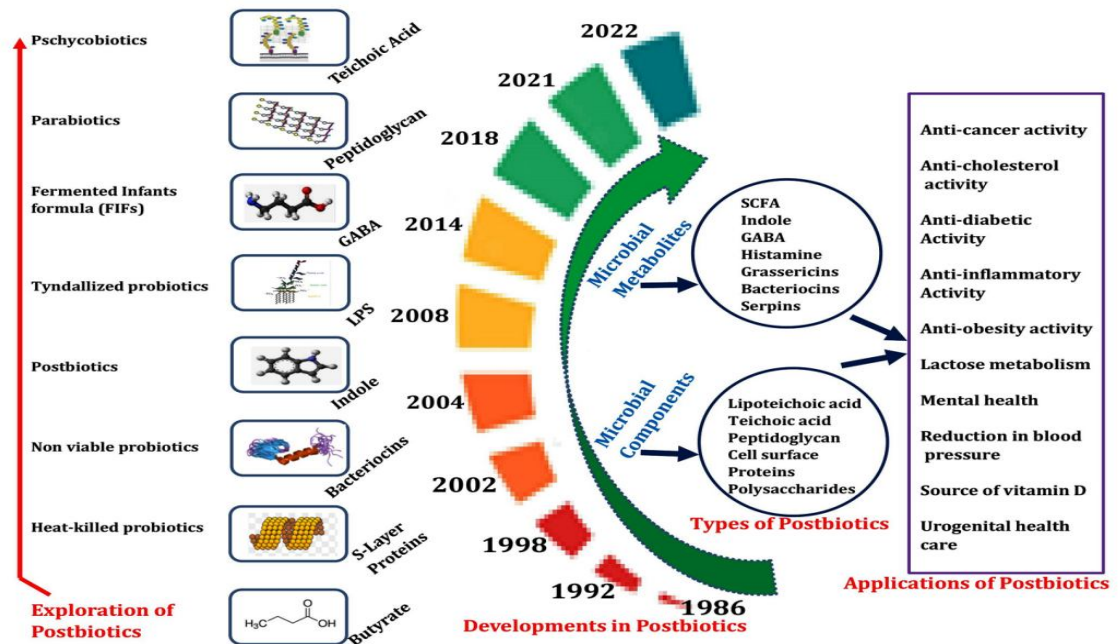 Pschycobiotics
Parabiotics
Fermented Infants
formula (FIFs)
Tyndallized probiotics
Postbiotics
Non viable probiotics
Heat-killed probiotics
Exploration of
Postbiotics
Teichoic Acid
Peptidoglycan
GABA
LPS
Indole
Bacteriocins
S-Layer
Proteins
H₃C
O
OH
Butyrate
2022
2021
2018
2014
2008
2004
2002
1998
1992
1986
Developments in Postbiotics
Microbial
Metabolites
SCFA
Indole
GABA
Histamine
Grassericins
Bacteriocins
Serpins
Microbial
Components
Lipoteichoic acid
Teichoic acid
Peptidoglycan
Cell surface
Proteins
Polysaccharides
Types of Postbiotics
Anti-cancer activity
Anti-cholesterol
activity
Anti-diabetic
Activity
Anti-inflammatory
Activity
Anti-obesity activity
Lactose metabolism
Mental health
Reduction in blood
pressure
Source of vitamin D
Urogenital health
care
Applications of Postbiotics